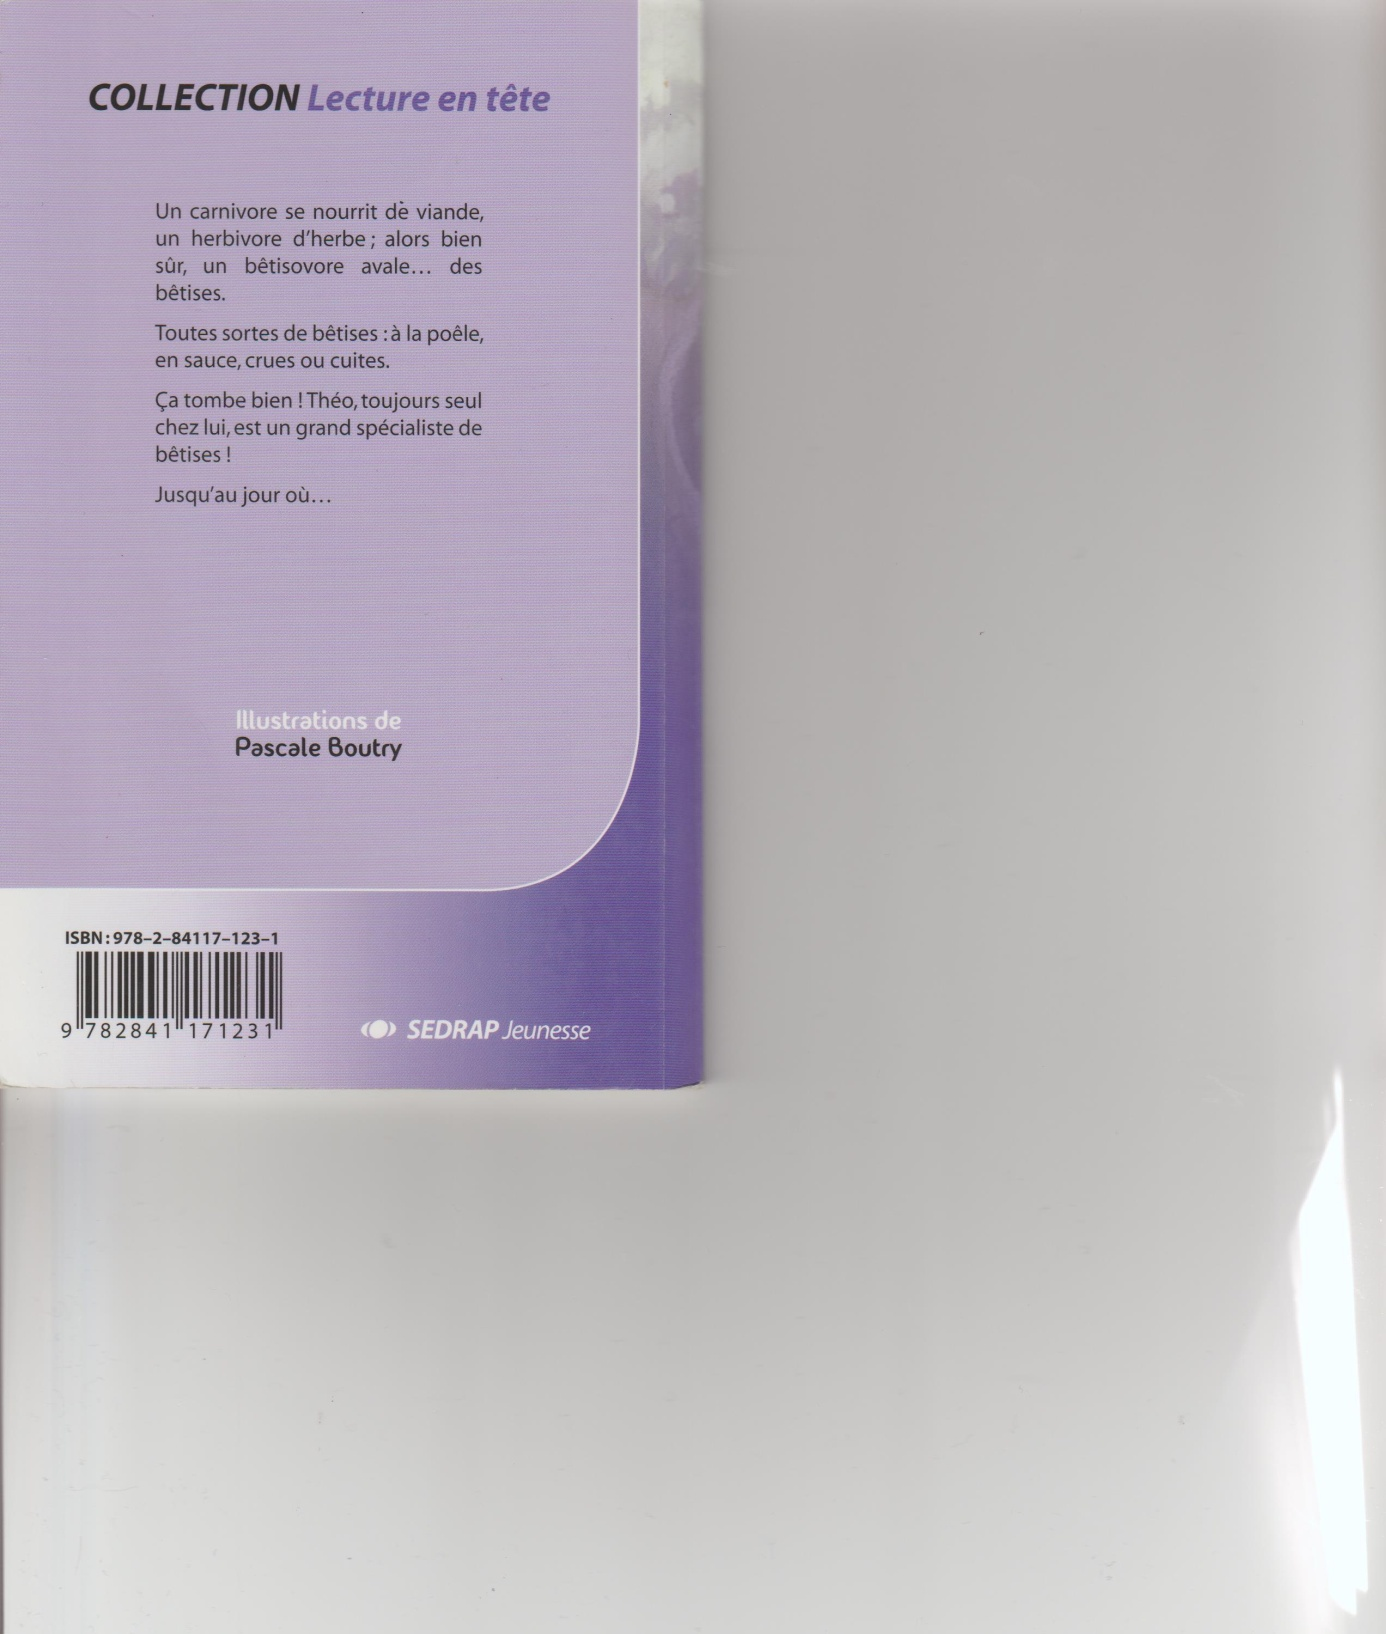 COLLECTION Lecture en tête
Un carnivore se nourrit de viande,
un herbivore d'herbe ; alors bien
sûr, un bêtisovore avale... des
bêtises.
Toutes sortes de bêtises : à la poêle,
en sauce, crues ou cuites.
Ça tombe bien ! Théo, toujours seul
chez lui, est un grand spécialiste de
bêtises !
Jusqu'au jour où...
Illustrations de
Pascale Boutry
ISBN : 978-2-84117-123-1
9 782841 171231
SEDRAP Jeunesse